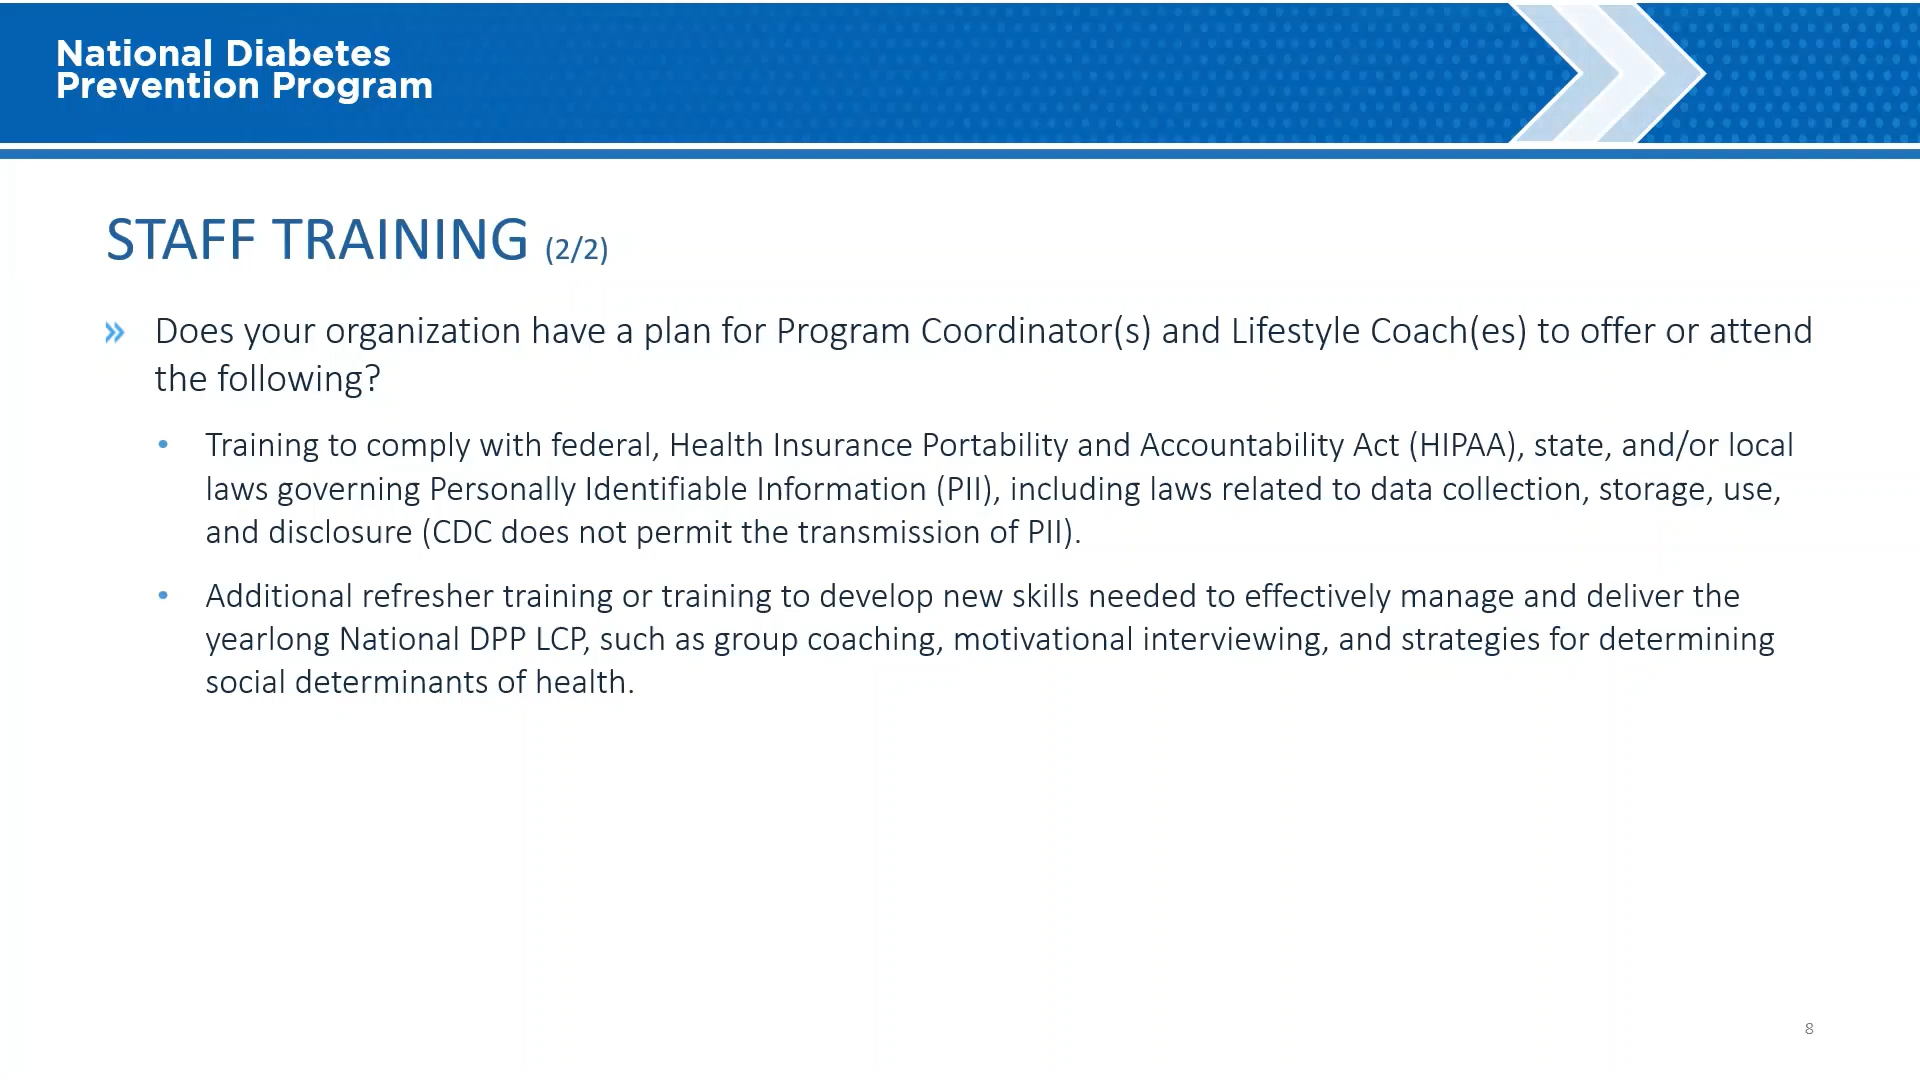 National Diabetes
Prevention Program
STAFF TRAINING (2/2)
» Does your organization have a plan for Program Coordinator(s) and Lifestyle Coach(es) to offer or attend
the following?
• Training to comply with federal, Health Insurance Portability and Accountability Act (HIPAA), state, and/or local
laws governing Personally Identifiable Information (PII), including laws related to data collection, storage, use,
and disclosure (CDC does not permit the transmission of PII).
• Additional refresher training or training to develop new skills needed to effectively manage and deliver the
yearlong National DPP LCP, such as group coaching, motivational interviewing, and strategies for determining
social determinants of health.
8